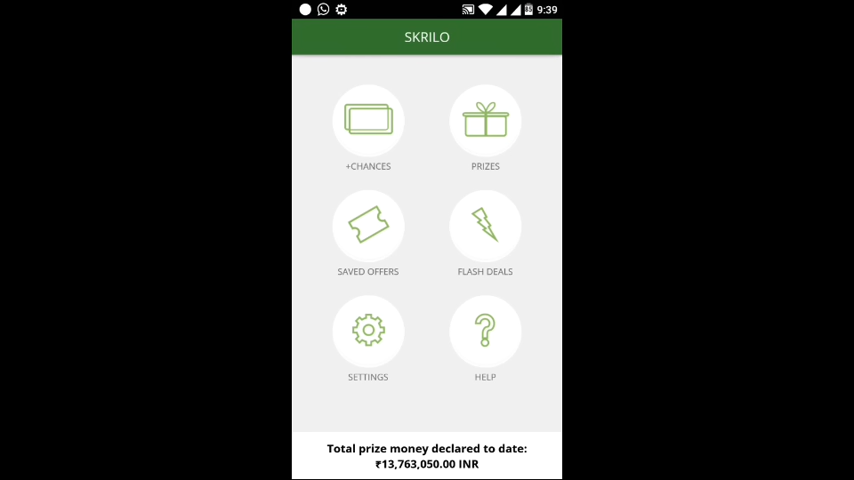 9:39
SKRILO
+CHANCES
PRIZES
SAVED OFFERS
FLASH DEALS
SETTINGS
HELP
Total prize money declared to date:
₹13,763,050.00 INR